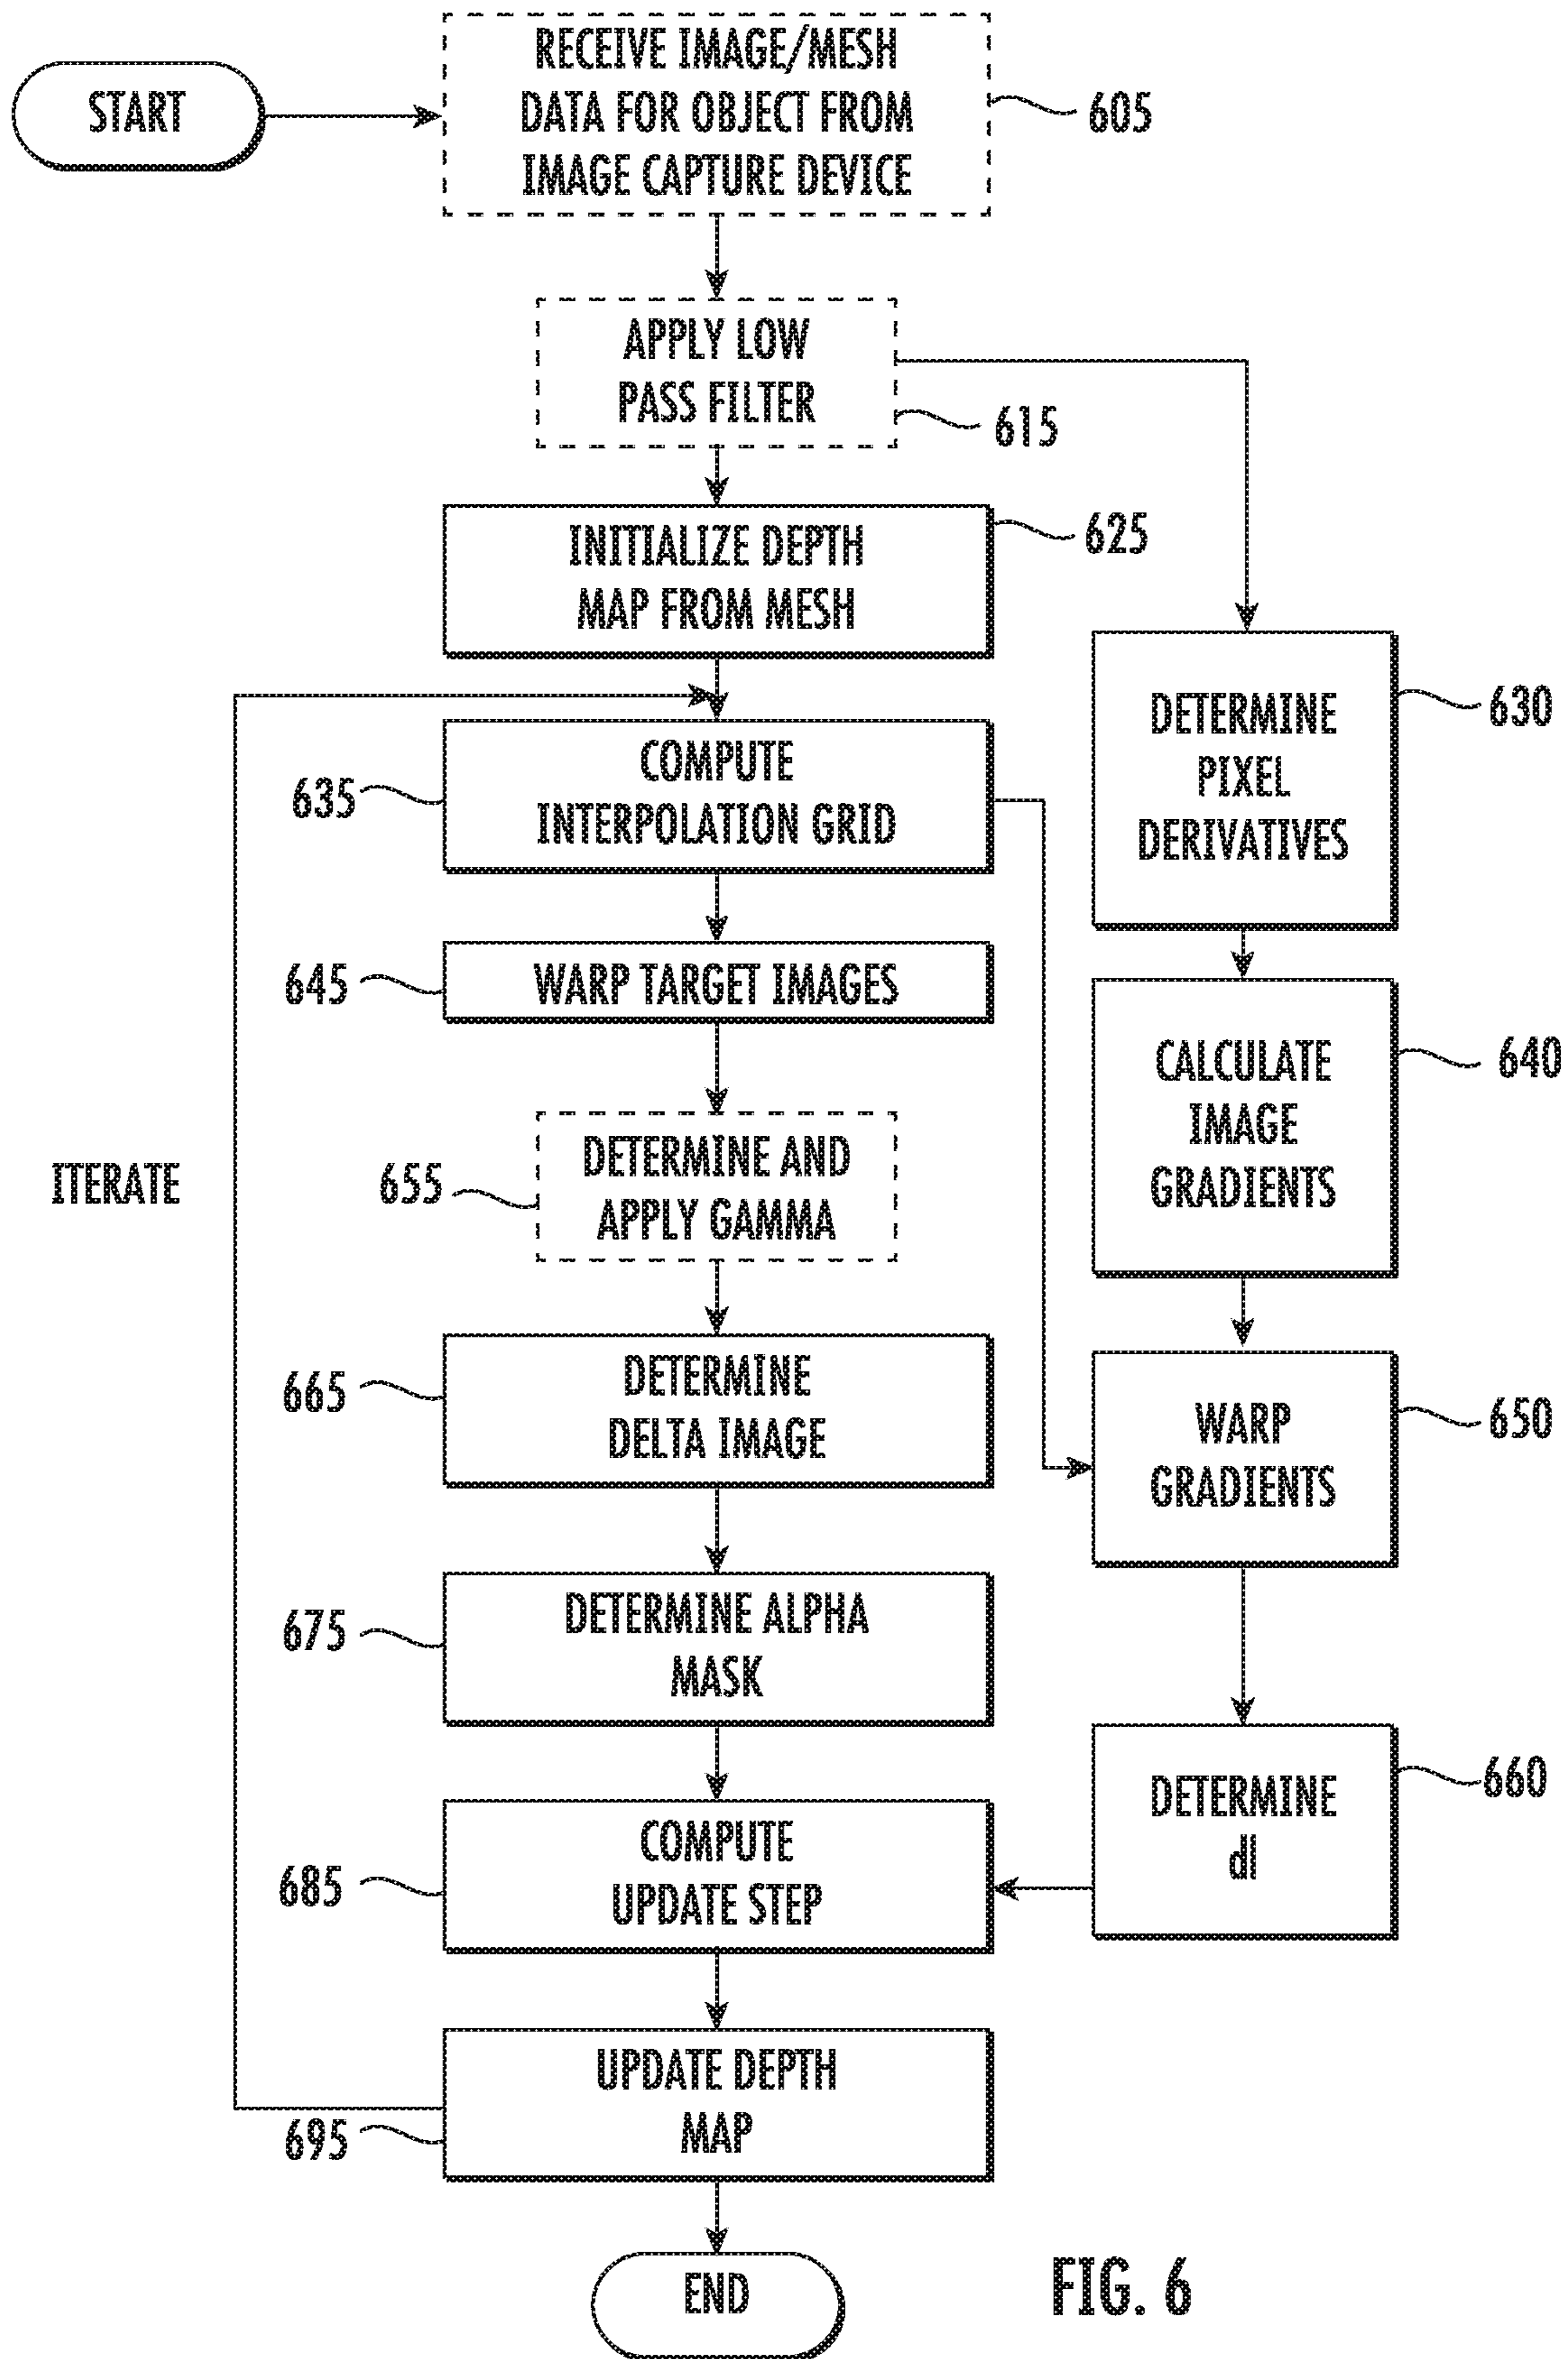 START
RECEIVE IMAGE/MESH
DATA FOR OBJECT FROM
IMAGE CAPTURE DEVICE
605
APPLY LOW
PASS FILTER
615
INITIALIZE DEPTH
MAP FROM MESH
625
DETERMINE
PIXEL
DERIVATIVES
630
COMPUTE
INTERPOLATION GRID
635
WARP TARGET IMAGES
645
CALCULATE
IMAGE
GRADIENTS
640
ITERATE
DETERMINE AND
APPLY GAMMA
655
DETERMINE
DELTA IMAGE
665
WARP
GRADIENTS
650
DETERMINE ALPHA
MASK
675
DETERMINE
dI
660
COMPUTE
UPDATE STEP
685
UPDATE DEPTH
MAP
695
END
FIG. 6